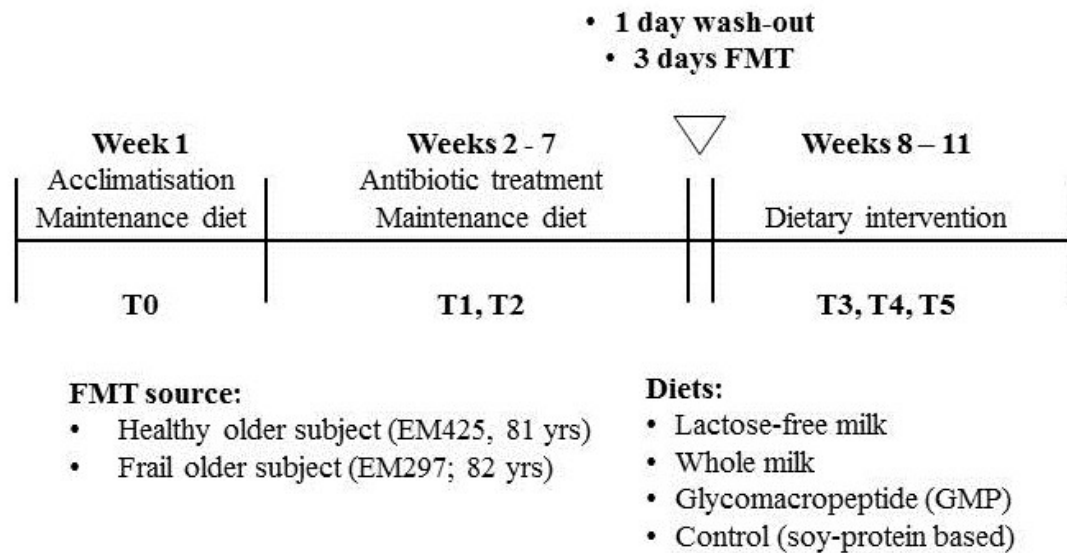 • 1 day wash-out
• 3 days FMT
Week 1
Acclimatisation
Maintenance diet
Weeks 2 - 7
Antibiotic treatment
Maintenance diet
Weeks 8 – 11
Dietary intervention
T0
T1, T2
T3, T4, T5
FMT source:
• Healthy older subject (EM425, 81 yrs)
• Frail older subject (EM297; 82 yrs)
Diets:
• Lactose-free milk
• Whole milk
• Glycomacropeptide (GMP)
• Control (soy-protein based)